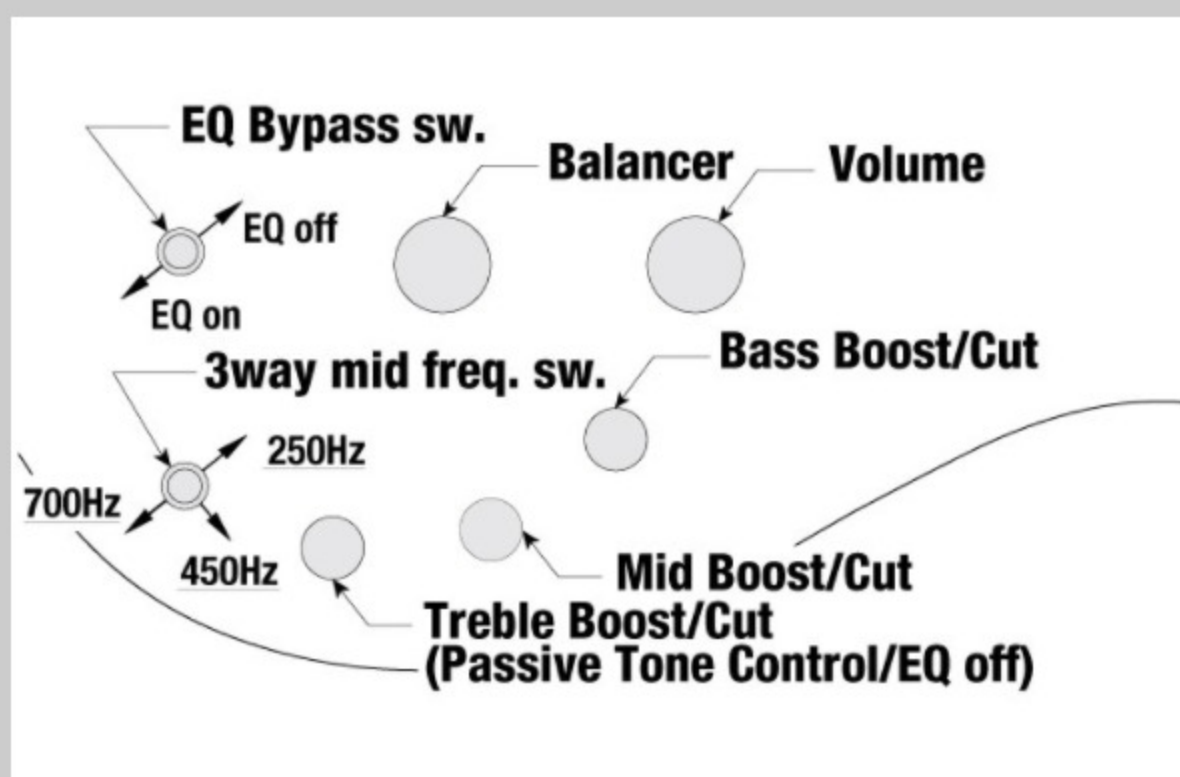 EQ Bypass sw.
Balancer
Volume
EQ off
EQ on
3way mid freq. sw.
Bass Boost/Cut
250Hz
700Hz
450Hz
Mid Boost/Cut
Treble Boost/Cut
(Passive Tone Control/EQ off)